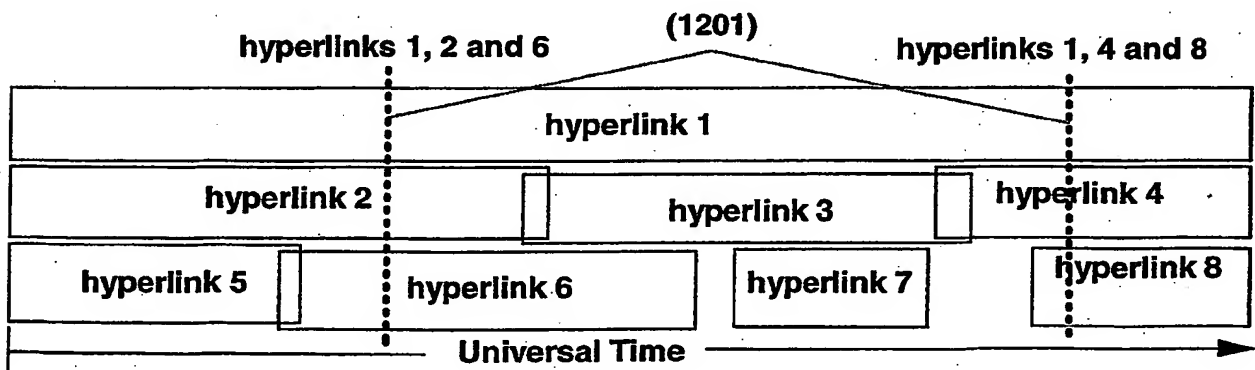 (1201)
hyperlinks 1, 2 and 6
hyperlinks 1, 4 and 8
hyperlink 1
hyperlink 2
hyperlink 3
hyperlink 4
hyperlink 5
hyperlink 6
hyperlink 7
hyperlink 8
Universal Time